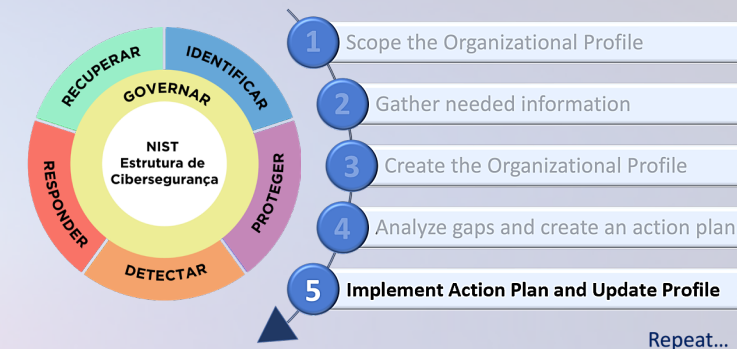 RECUPERAR
IDENTIFICAR
GOVERNAR
NIST
Estrutura de
Cibersegurança
RESPONDER
PROTEGER
DETECTAR
1 Scope the Organizational Profile
2 Gather needed information
3 Create the Organizational Profile
4 Analyze gaps and create an action plan
5 Implement Action Plan and Update Profile
Repeat...